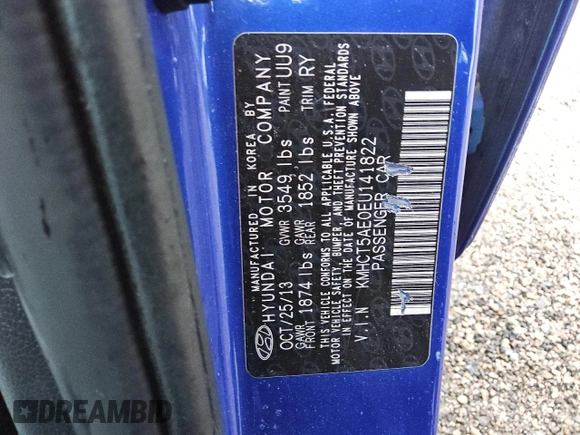 MANUFACTURED IN KOREA BY
HYUNDAI MOTOR COMPANY
OCT/25/13 GVWR 3549 lbs PAINT UU9
GAWR FRONT 1874 lbs GAWR REAR 1852 lbs TRIM RY
THIS VEHICLE CONFORMS TO ALL APPLICABLE U.S.A. FEDERAL
MOTOR VEHICLE SAFETY, BUMPER, AND THEFT PREVENTION STANDARDS
IN EFFECT ON THE DATE OF MANUFACTURE SHOWN ABOVE
V.I.N KMHCT5AE0EU141822
PASSENGER CAR
DREAMBID